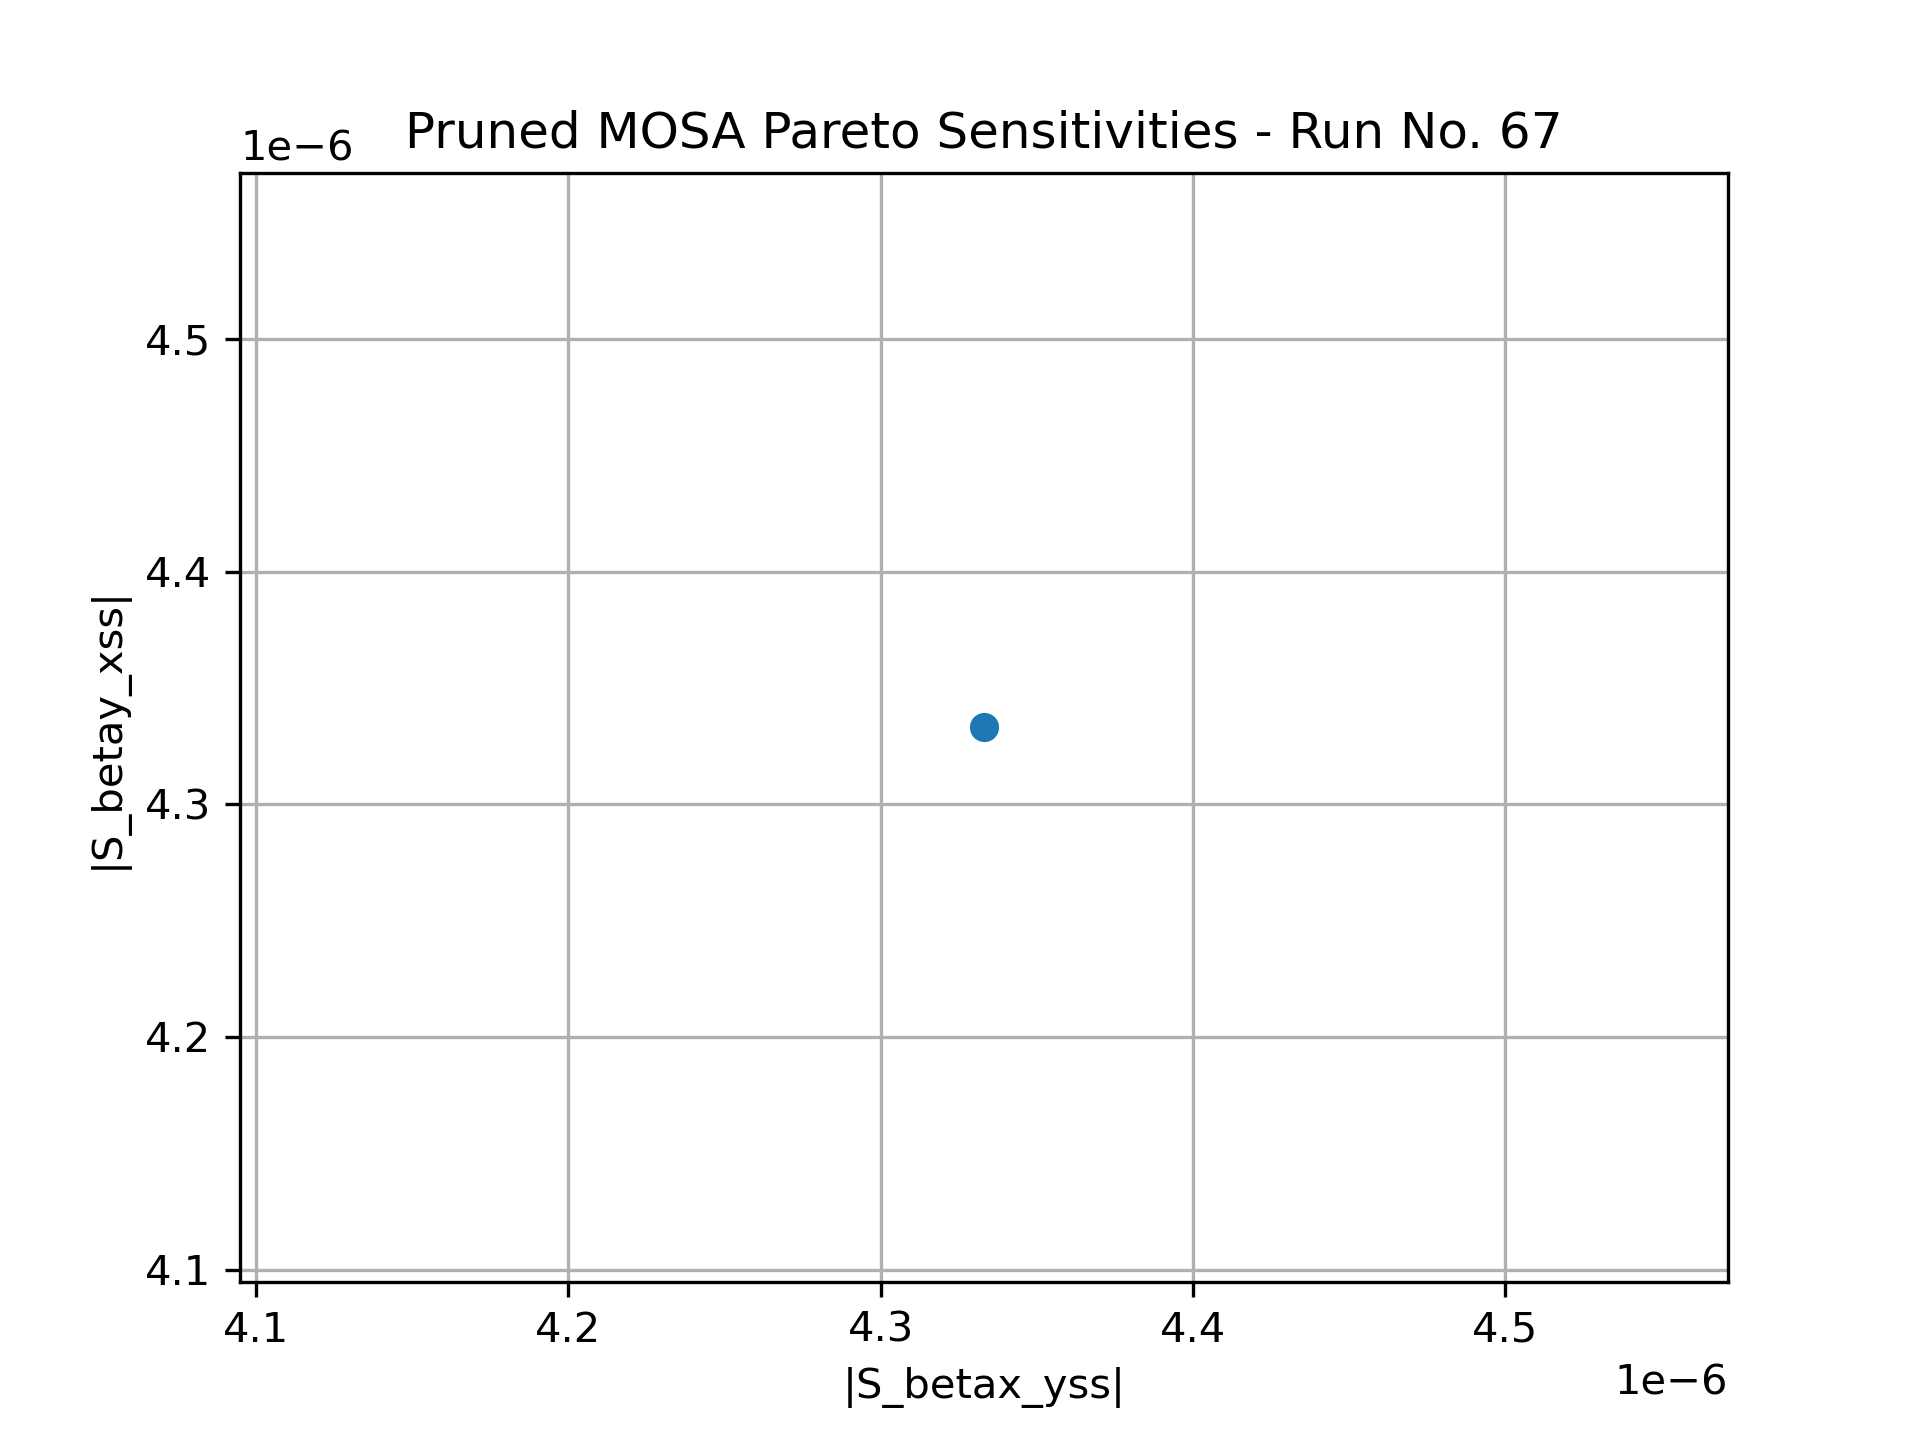 Pruned MOSA Pareto Sensitivities - Run No. 67
1e−6
|S_betay_xss|
4.5
4.4
4.3
4.2
4.1
4.1 4.2 4.3 4.4 4.5
1e−6
|S_betax_yss|